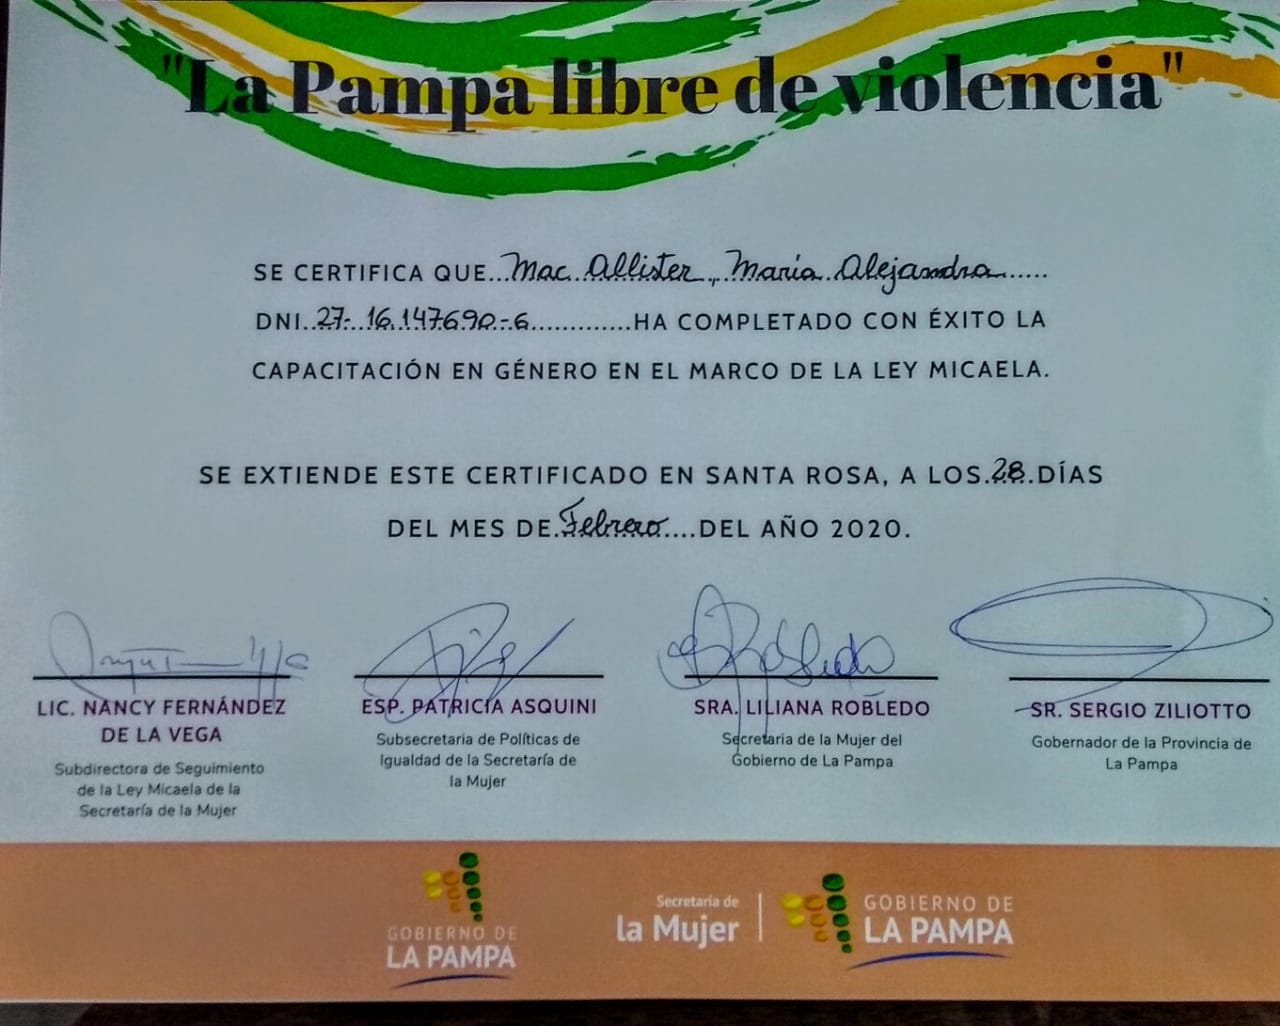 "La Pampa libre de violencia"
SE CERTIFICA QUE...Mac Allister, María Alejandra......
DNI..27-16.147690-6.............HA COMPLETADO CON ÉXITO LA
CAPACITACIÓN EN GÉNERO EN EL MARCO DE LA LEY MICAELA.
SE EXTIENDE ESTE CERTIFICADO EN SANTA ROSA, A LOS.28.DÍAS
DEL MES DE.Febrero....DEL AÑO 2020.
LIC. NANCY FERNÁNDEZ
DE LA VEGA
Subdirectora de Seguimiento
de la Ley Micaela de la
Secretaría de la Mujer
ESP. PATRICIA ASQUINI
Subsecretaria de Políticas de
Igualdad de la Secretaría de
la Mujer
SRA. LILIANA ROBLEDO
Secretaria de la Mujer del
Gobierno de La Pampa
SR. SERGIO ZILIOTTO
Gobernador de la Provincia de
La Pampa
GOBIERNO DE
LA PAMPA
Secretaría de
la Mujer
GOBIERNO DE
LA PAMPA